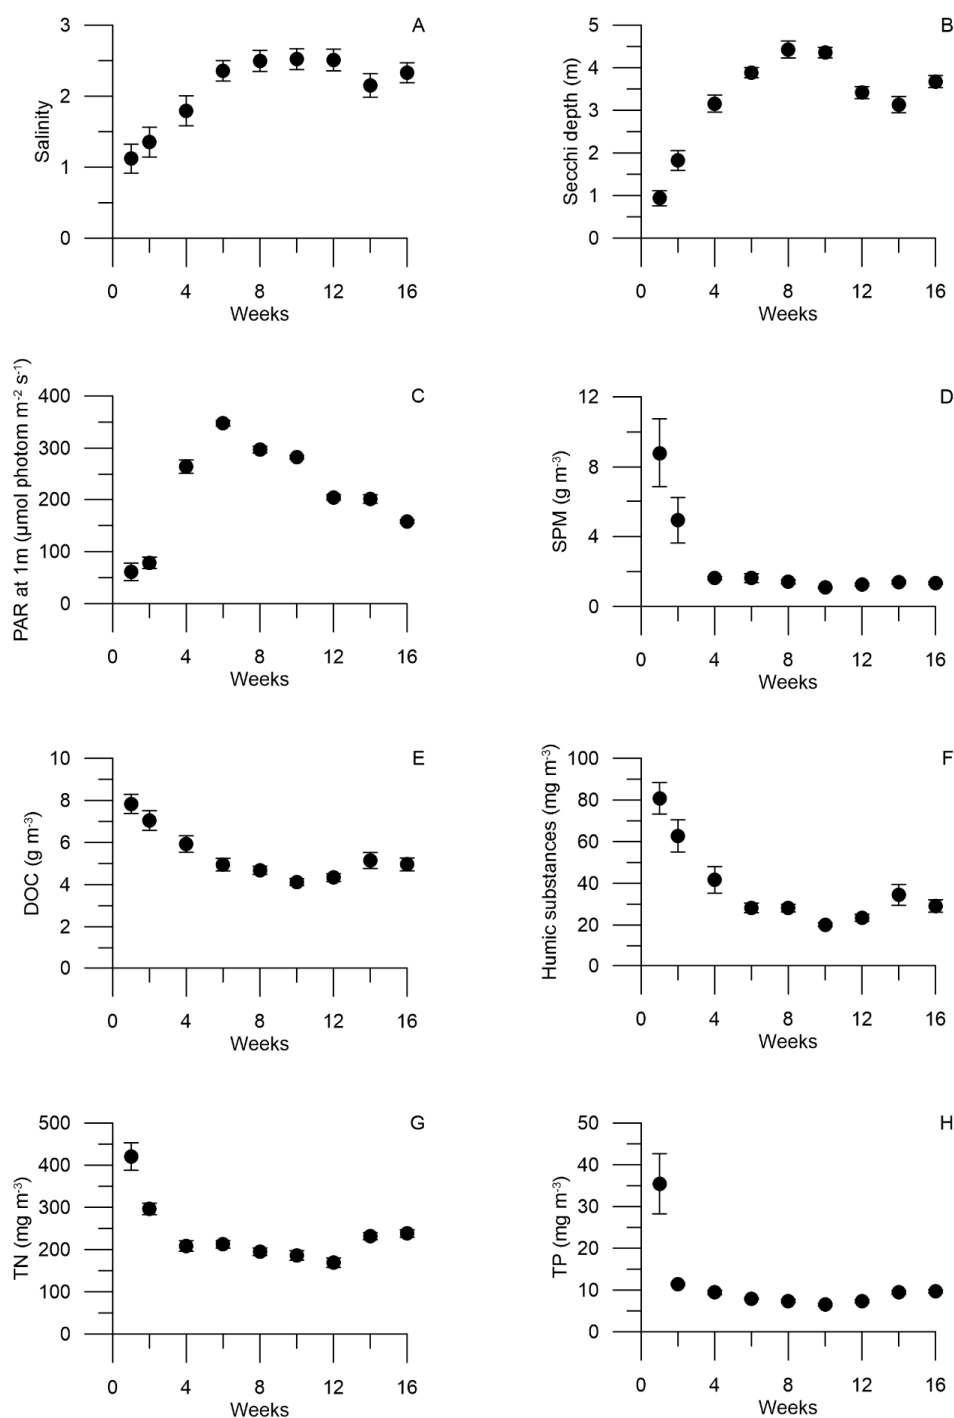 A
3
2
1
0
Salinity
0 4 8 12 16
Weeks
B
5
4
3
2
1
0
Secchi depth (m)
0 4 8 12 16
Weeks
C
400
300
200
100
0
PAR at 1m (µmol photom m⁻² s⁻¹)
0 4 8 12 16
Weeks
D
12
8
4
0
SPM (g m⁻³)
0 4 8 12 16
Weeks
E
10
8
6
4
2
0
DOC (g m⁻³)
0 4 8 12 16
Weeks
F
100
80
60
40
20
0
Humic substances (mg m⁻³)
0 4 8 12 16
Weeks
G
500
400
300
200
100
0
TN (mg m⁻³)
0 4 8 12 16
Weeks
H
50
40
30
20
10
0
TP (mg m⁻³)
0 4 8 12 16
Weeks